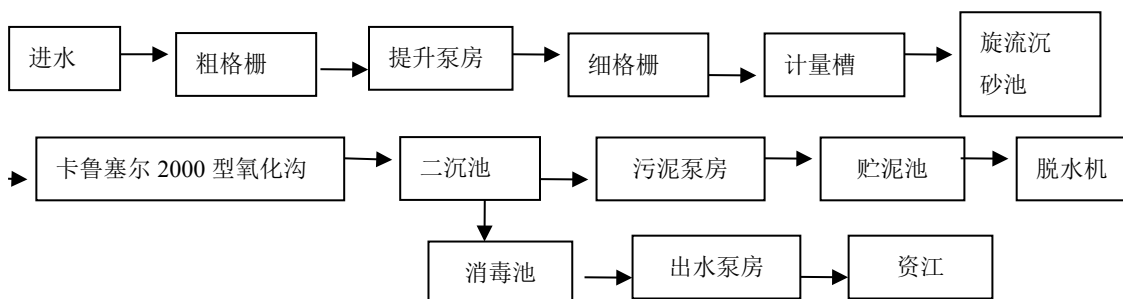 进水
粗格栅
提升泵房
细格栅
计量槽
旋流沉
砂池
卡鲁塞尔 2000 型氧化沟
二沉池
污泥泵房
贮泥池
脱水机
消毒池
出水泵房
资江